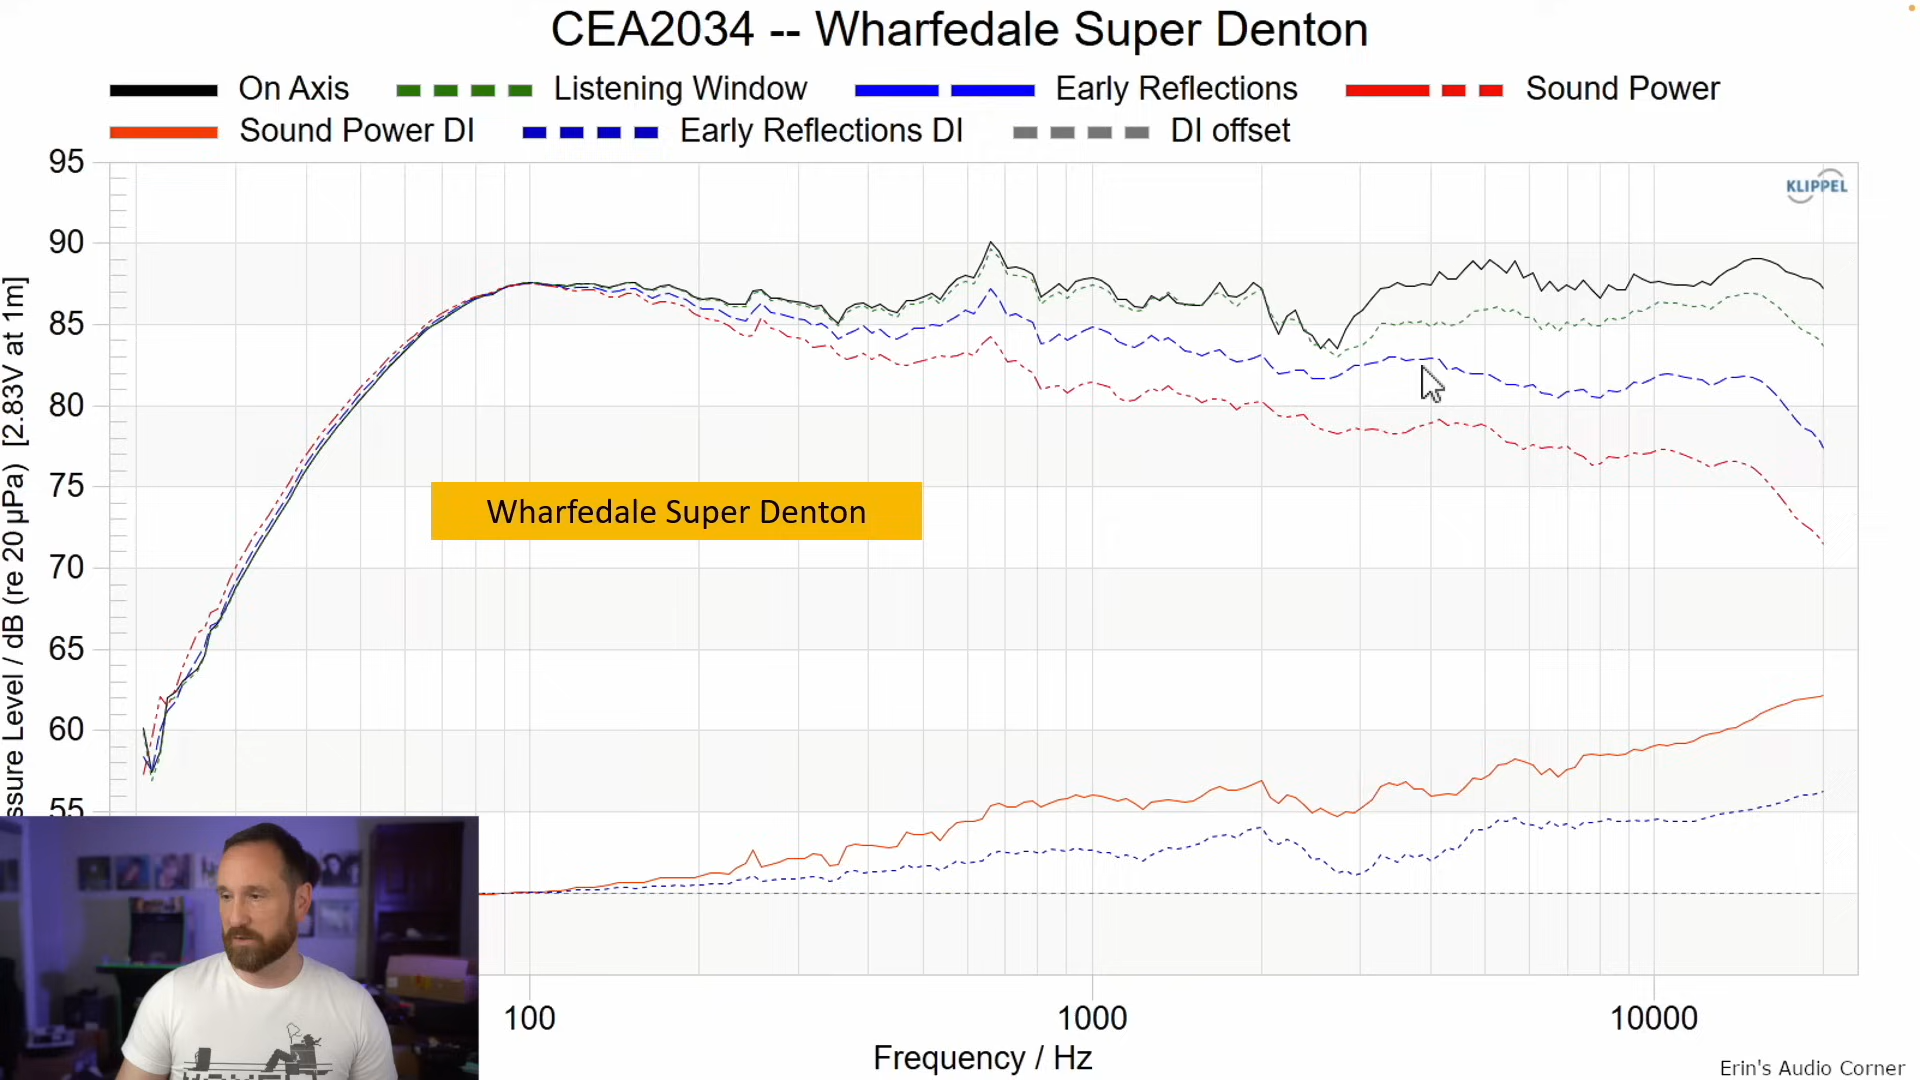 CEA2034 -- Wharfedale Super Denton
On Axis Listening Window Early Reflections Sound Power
Sound Power DI Early Reflections DI DI offset
95
KLIPPEL
90
85
80
75
Wharfedale Super Denton
70
65
60
55
ssure Level / dB (re 20 µPa) [2.83V at 1m]
100 1000 10000
Frequency / Hz
Erin's Audio Corner